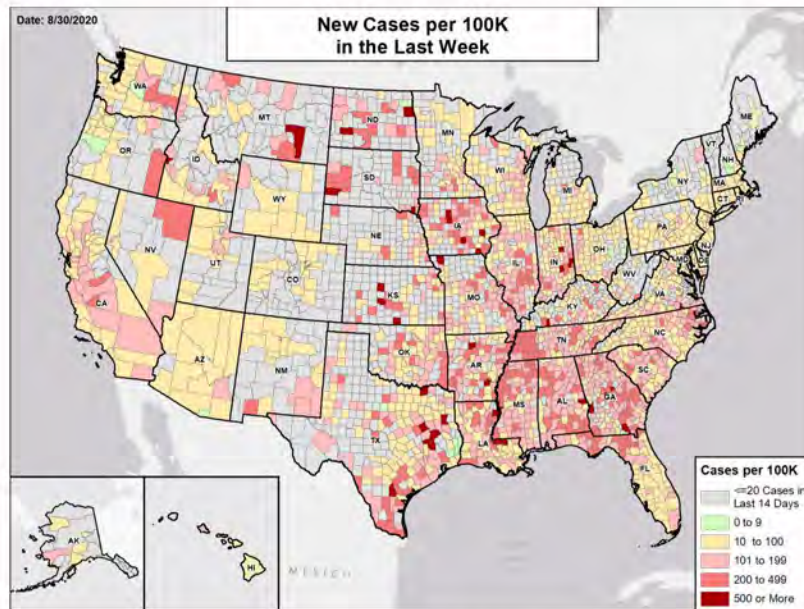 Date: 8/30/2020
New Cases per 100K
in the Last Week
WA
MT
ND
MN
ME
OR
ID
SD
WI
VT
NH
NY
MA
CT
RI
WY
MI
IA
NE
PA
NJ
NV
UT
CO
IL
IN
OH
MD
DE
WV
CA
KS
MO
KY
VA
AZ
NM
OK
AR
TN
NC
SC
TX
LA
MS
AL
GA
FL
AK
HI
MEXICO
Cases per 100K
<=20 Cases in
Last 14 Days
0 to 9
10 to 100
101 to 199
200 to 499
500 or More